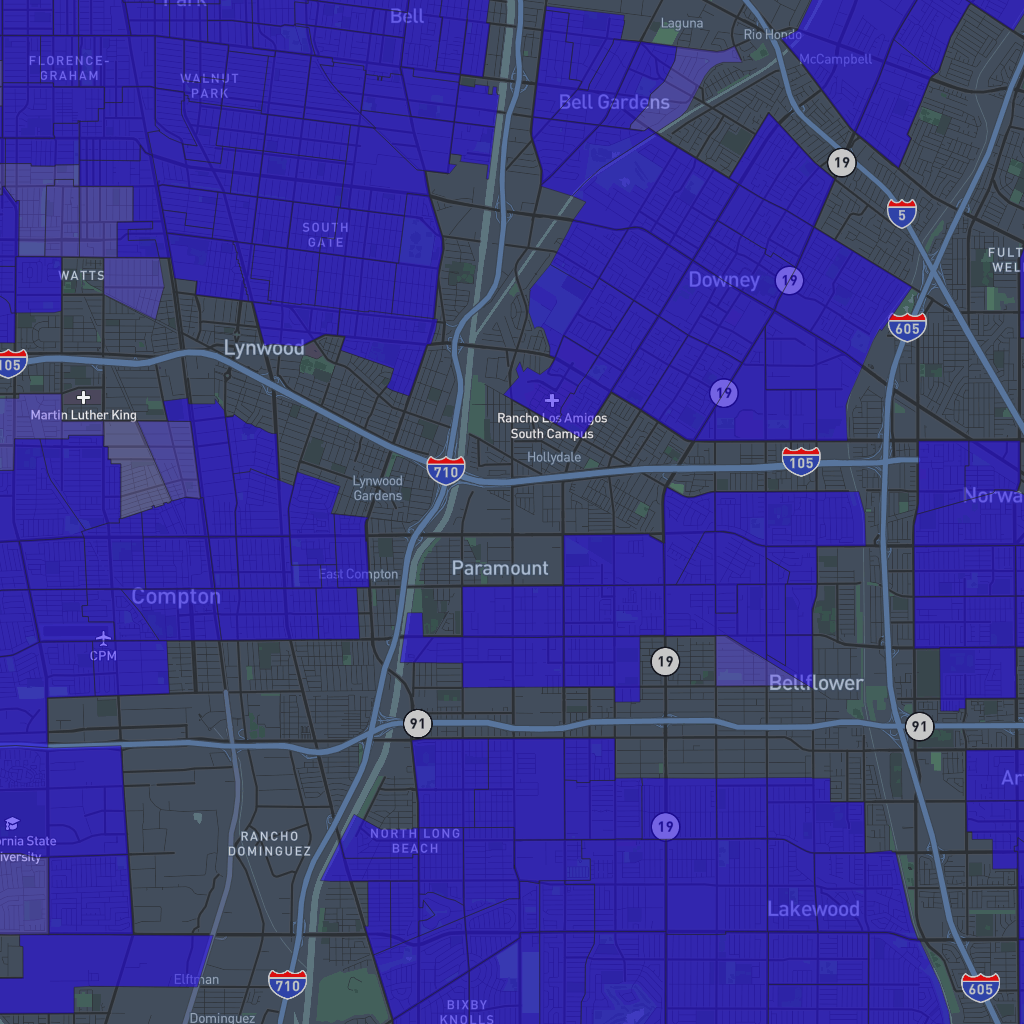 Park
Bell
Laguna
Rio Hondo
McCampbell
FLORENCE-
GRAHAM
WALNUT
PARK
Bell Gardens
19
5
SOUTH
GATE
WATTS
Downey
19
605
Lynwood
105
Martin Luther King
19
Rancho Los Amigos
South Campus
Hollydale
710
105
Lynwood
Gardens
Paramount
East Compton
Compton
CPM
19
Bellflower
91
91
RANCHO
DOMINGUEZ
NORTH LONG
BEACH
19
Lakewood
Elftman
710
605
BIXBY
KNOLLS
Dominguez